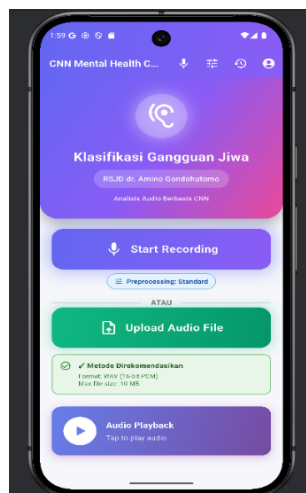 1:59 G
CNN Mental Health C...
Klasifikasi Gangguan Jiwa
RSJD dr. Amino Gondohutomo
Analisis Audio Berbasis CNN
Start Recording
Preprocessing: Standard
ATAU
Upload Audio File
✓ Metode Direkomendasikan
Format: WAV (16-bit PCM)
Max file size: 10 MB
Audio Playback
Tap to play audio